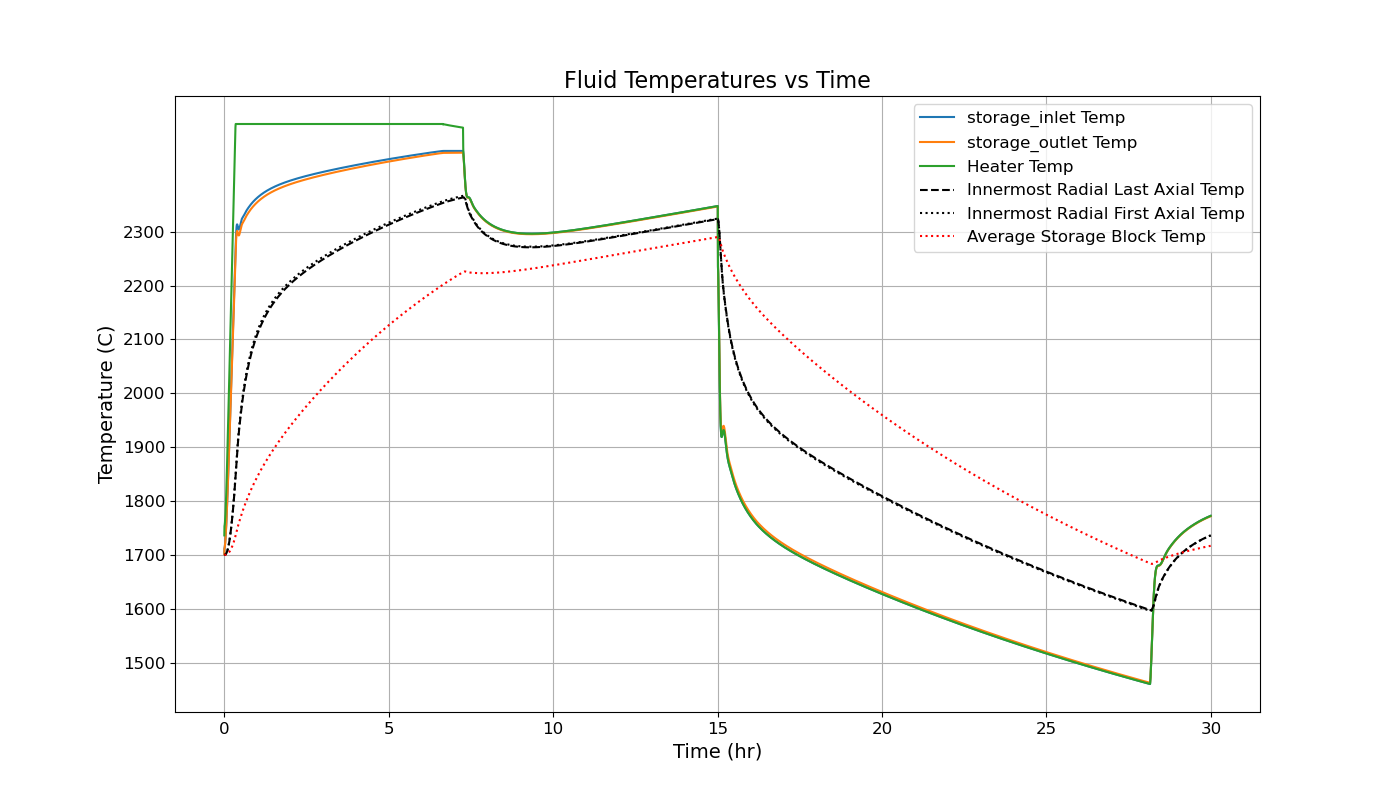 Fluid Temperatures vs Time
storage_inlet Temp
storage_outlet Temp
Heater Temp
Innermost Radial Last Axial Temp
Innermost Radial First Axial Temp
Average Storage Block Temp
Temperature (C)
2300
2200
2100
2000
1900
1800
1700
1600
1500
0 5 10 15 20 25 30
Time (hr)